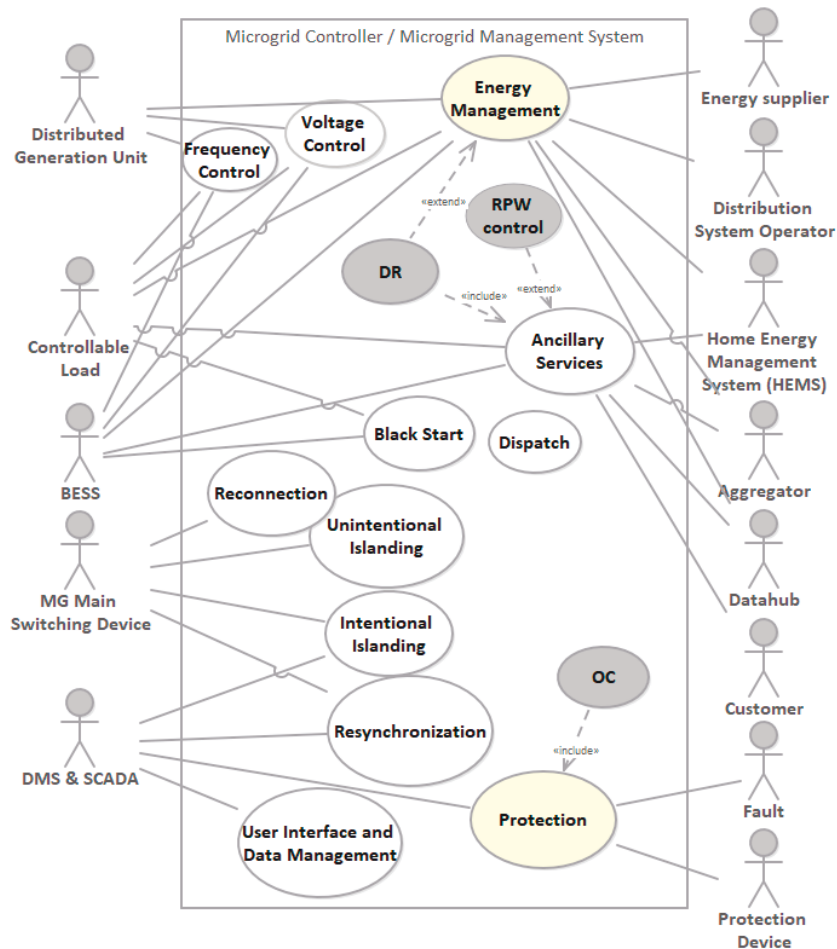 Microgrid Controller / Microgrid Management System
Distributed
Generation Unit
Controllable
Load
BESS
MG Main
Switching Device
DMS & SCADA
Energy
Management
Voltage
Control
Frequency
Control
«extend»
RPW
control
DR
«include»
«extend»
Ancillary
Services
Black Start
Dispatch
Reconnection
Unintentional
Islanding
Intentional
Islanding
OC
Resynchronization
«include»
Protection
User Interface and
Data Management
Energy supplier
Distribution
System Operator
Home Energy
Management
System (HEMS)
Aggregator
Datahub
Customer
Fault
Protection
Device